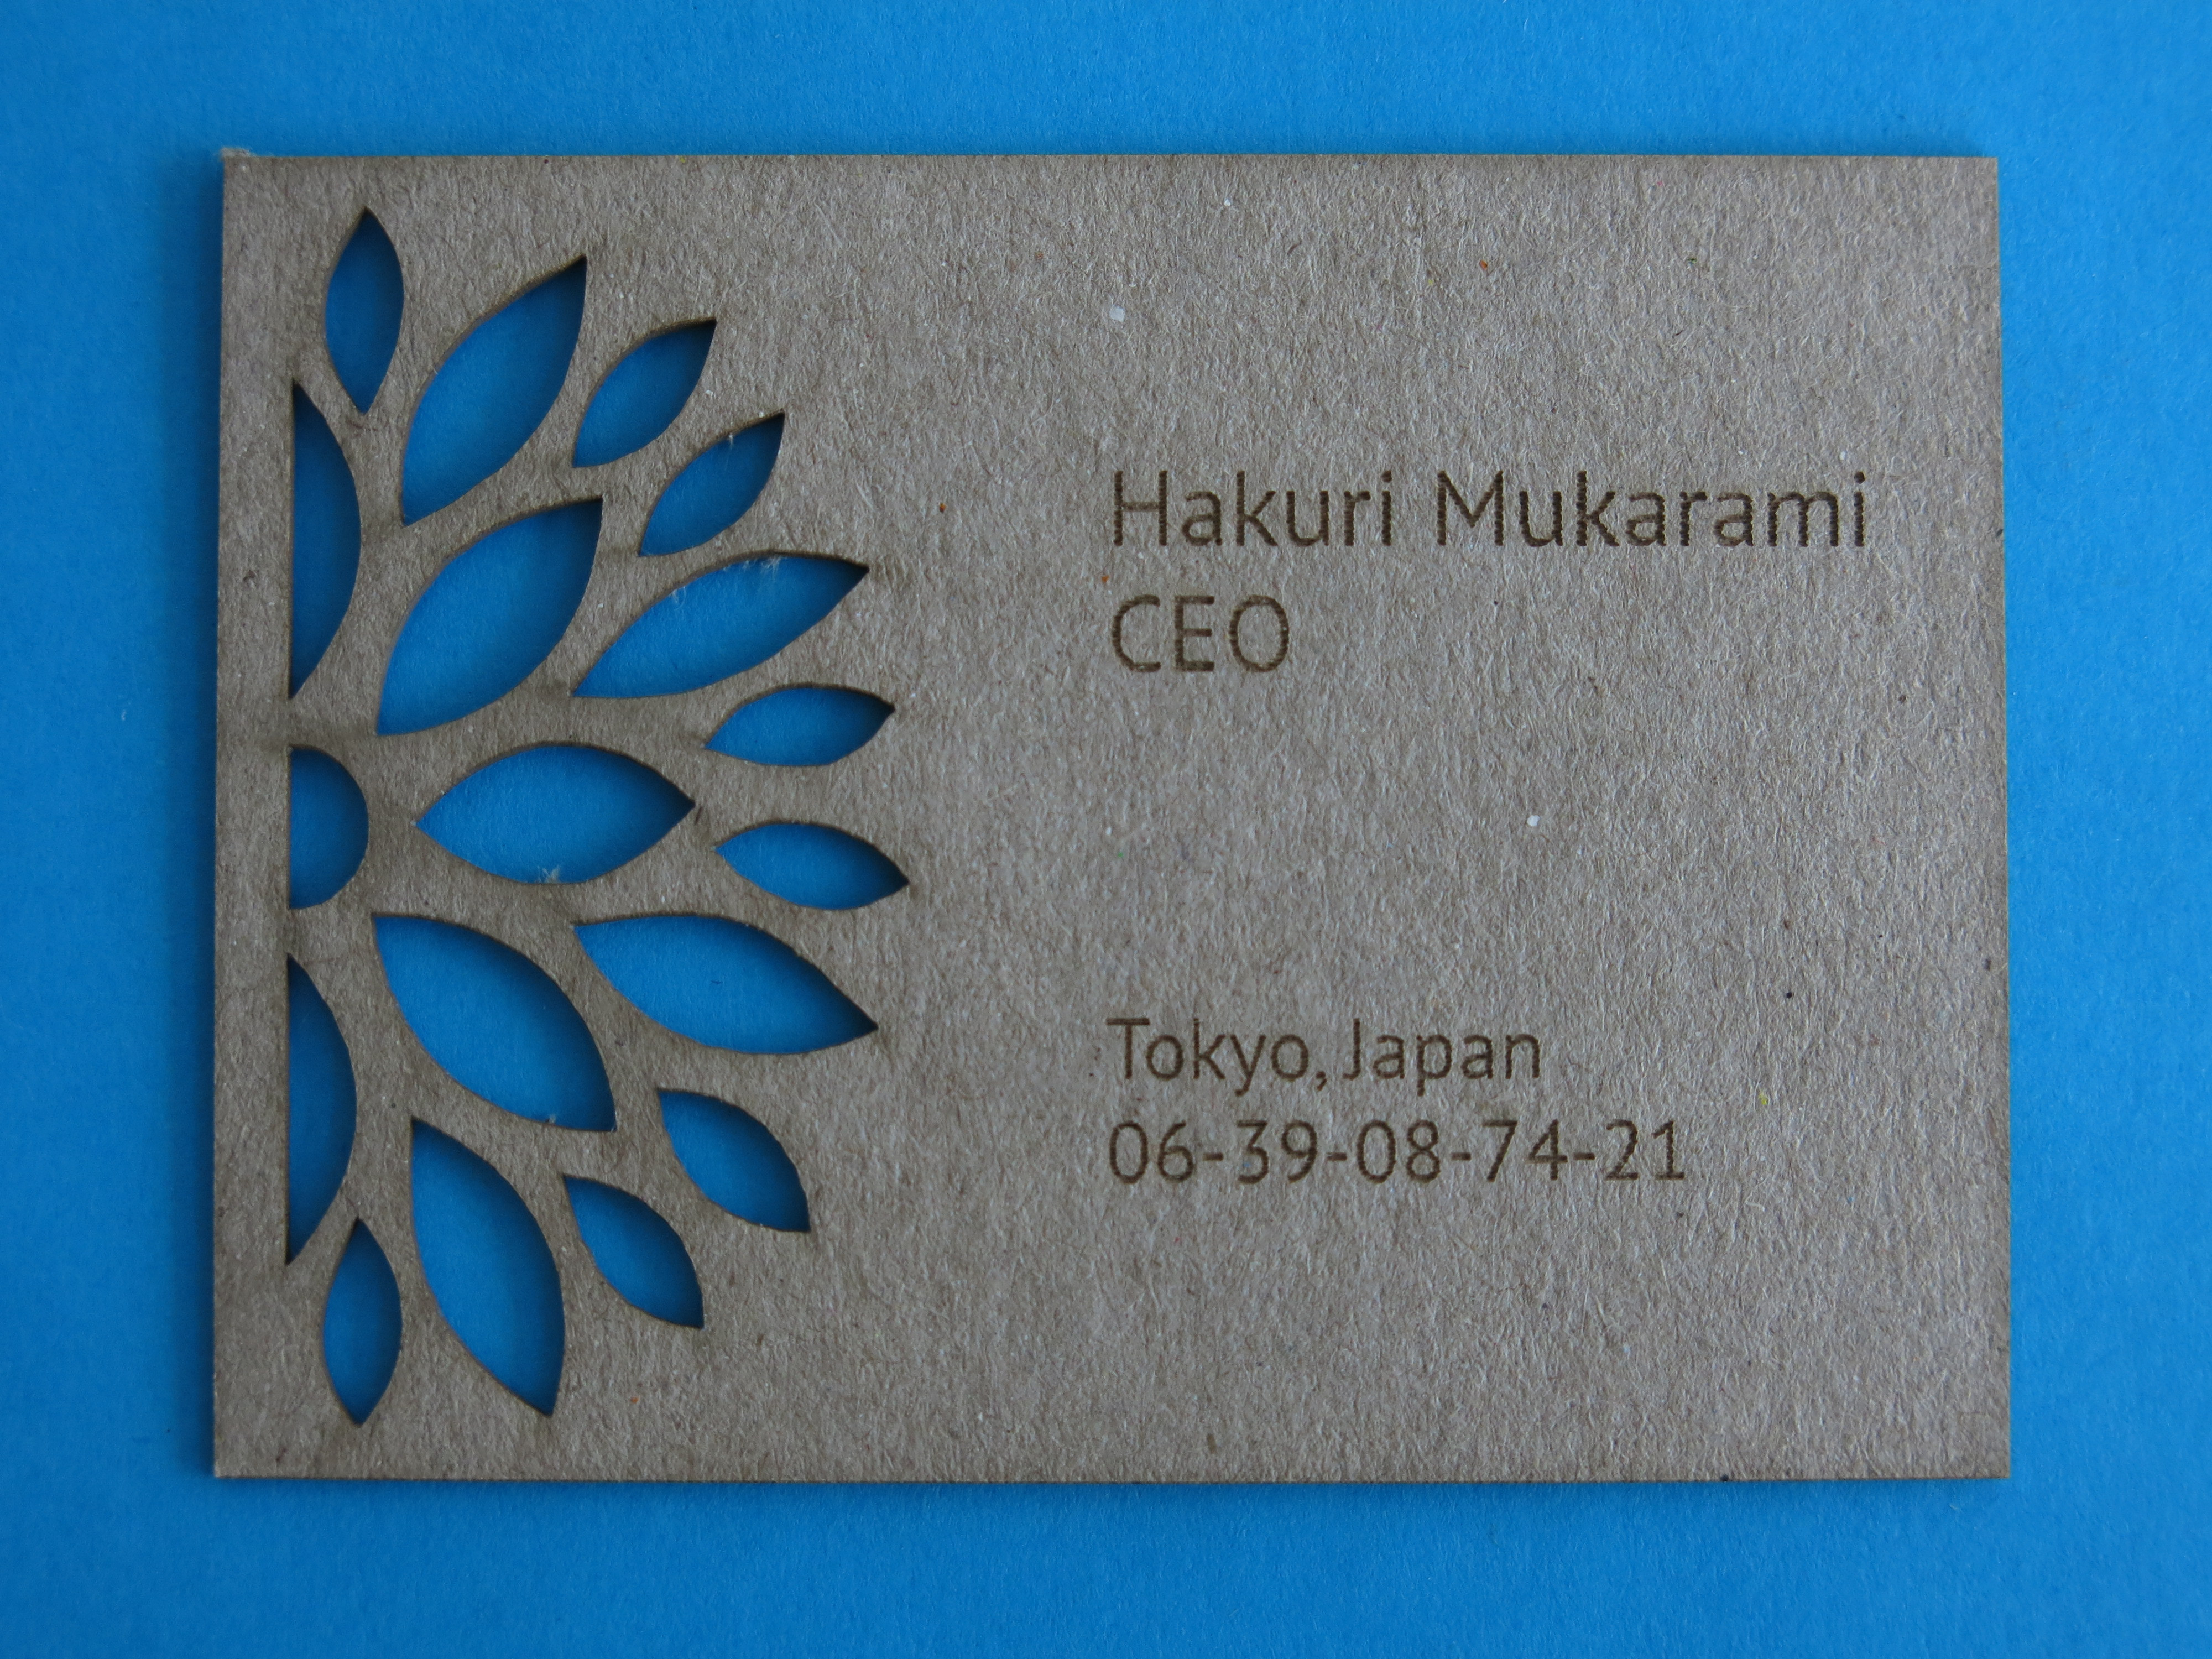 Hakuri Mukarami
CEO
Tokyo, Japan
06-39-08-74-21